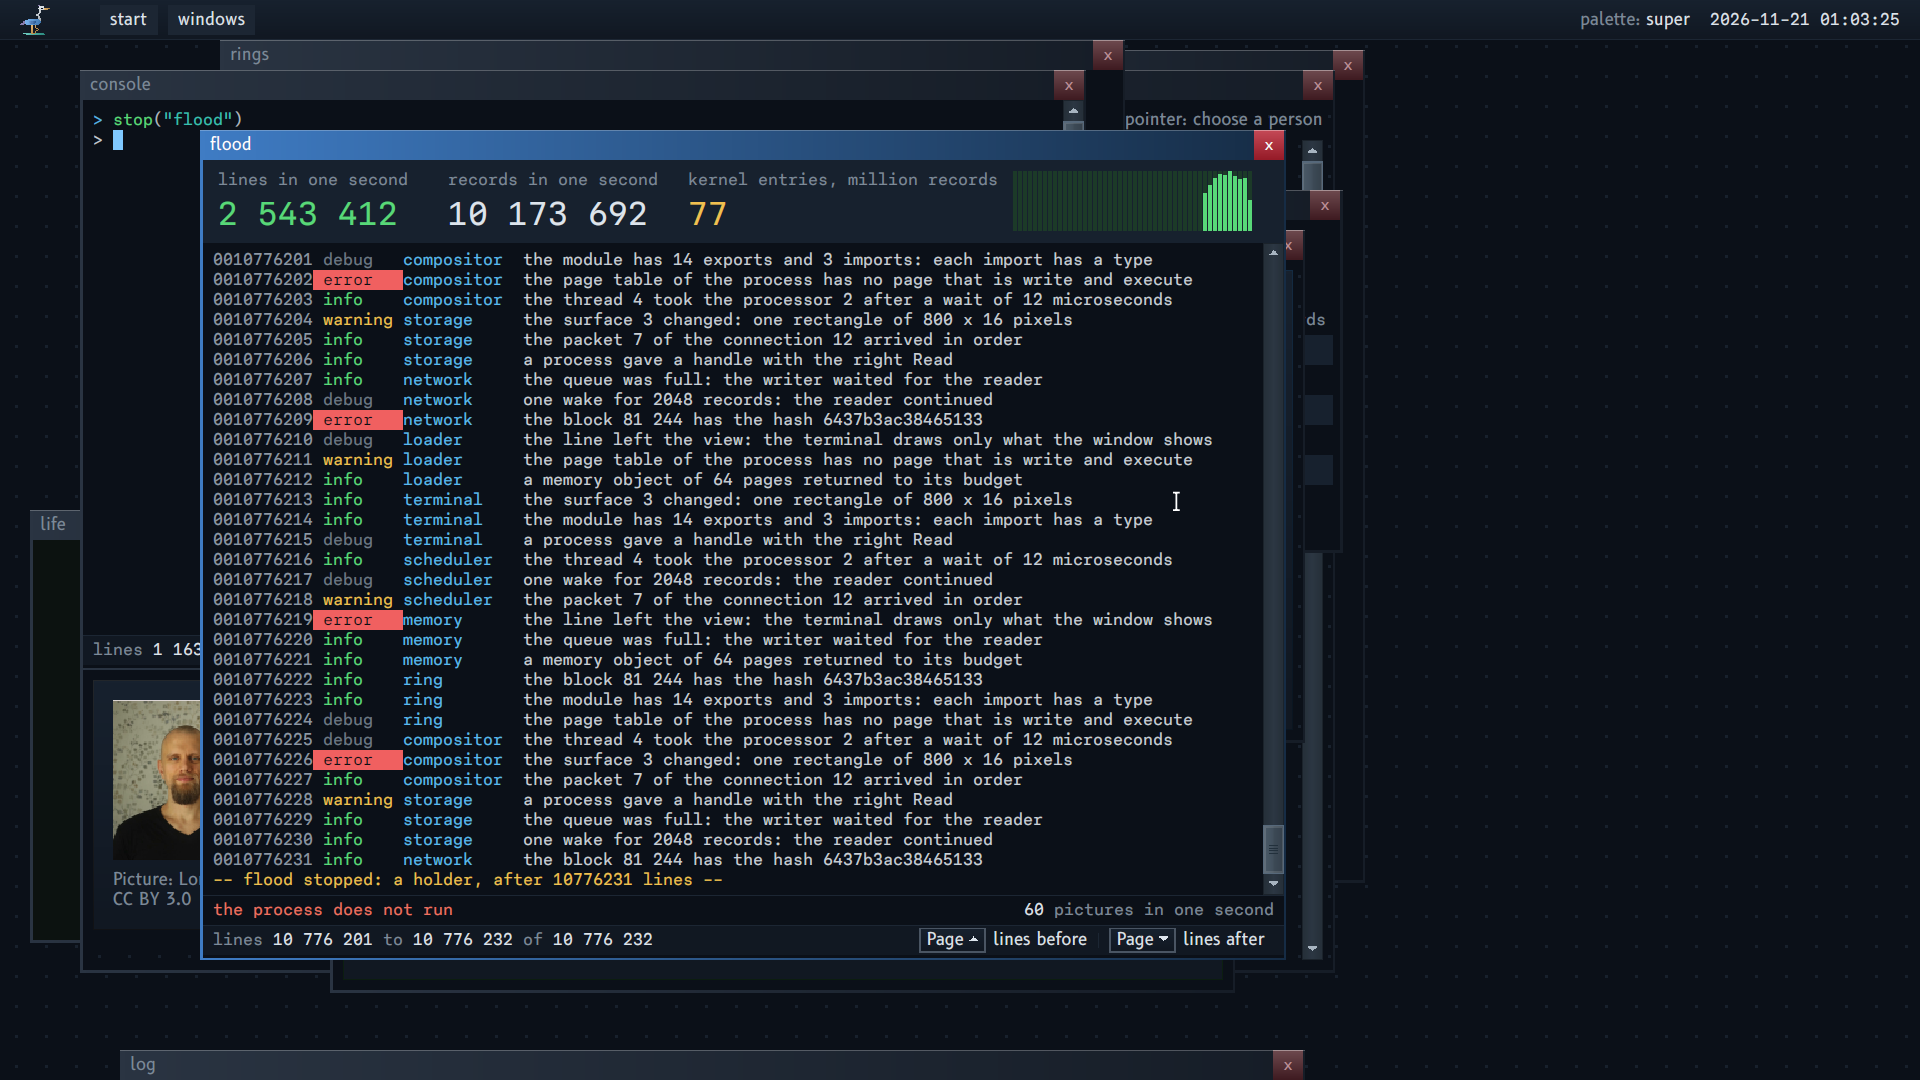 start windows palette: super 2026-11-21 01:03:25
rings x
x
console x
x
> stop("flood")
pointer: choose a person
>
flood x
lines in one second records in one second kernel entries, million records
2 543 412 10 173 692 77
x
x
0010776201 debug compositor the module has 14 exports and 3 imports: each import has a type
0010776202 error compositor the page table of the process has no page that is write and execute
0010776203 info compositor the thread 4 took the processor 2 after a wait of 12 microseconds
0010776204 warning storage the surface 3 changed: one rectangle of 800 x 16 pixels
ds
0010776205 info storage the packet 7 of the connection 12 arrived in order
0010776206 info storage a process gave a handle with the right Read
0010776207 info network the queue was full: the writer waited for the reader
0010776208 debug network one wake for 2048 records: the reader continued
0010776209 error network the block 81 244 has the hash 6437b3ac38465133
0010776210 debug loader the line left the view: the terminal draws only what the window shows
0010776211 warning loader the page table of the process has no page that is write and execute
0010776212 info loader a memory object of 64 pages returned to its budget
0010776213 info terminal the surface 3 changed: one rectangle of 800 x 16 pixels
0010776214 info terminal the module has 14 exports and 3 imports: each import has a type
life
0010776215 debug terminal a process gave a handle with the right Read
0010776216 info scheduler the thread 4 took the processor 2 after a wait of 12 microseconds
0010776217 debug scheduler one wake for 2048 records: the reader continued
0010776218 warning scheduler the packet 7 of the connection 12 arrived in order
0010776219 error memory the line left the view: the terminal draws only what the window shows
0010776220 info memory the queue was full: the writer waited for the reader
lines 1 163
0010776221 info memory a memory object of 64 pages returned to its budget
0010776222 info ring the block 81 244 has the hash 6437b3ac38465133
0010776223 info ring the module has 14 exports and 3 imports: each import has a type
0010776224 debug ring the page table of the process has no page that is write and execute
0010776225 debug compositor the thread 4 took the processor 2 after a wait of 12 microseconds
0010776226 error compositor the surface 3 changed: one rectangle of 800 x 16 pixels
0010776227 info compositor the packet 7 of the connection 12 arrived in order
0010776228 warning storage a process gave a handle with the right Read
0010776229 info storage the queue was full: the writer waited for the reader
0010776230 info storage one wake for 2048 records: the reader continued
0010776231 info network the block 81 244 has the hash 6437b3ac38465133
-- flood stopped: a holder, after 10776231 lines --
Picture: Lo
CC BY 3.0
the process does not run 60 pictures in one second
lines 10 776 201 to 10 776 232 of 10 776 232 Page lines before Page lines after
log x